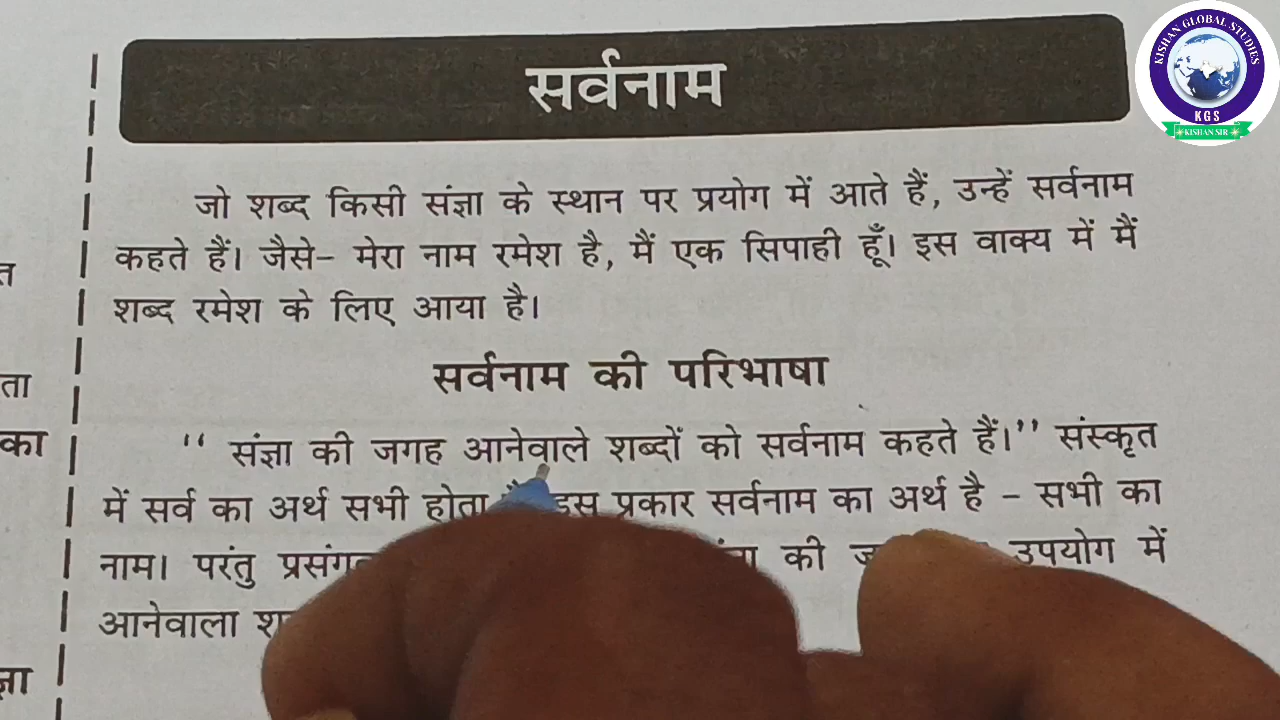 सर्वनाम
KISHAN GLOBAL STUDIES
KGS
KISHAN SIR
जो शब्द किसी संज्ञा के स्थान पर प्रयोग में आते हैं, उन्हें सर्वनाम
कहते हैं। जैसे- मेरा नाम रमेश है, मैं एक सिपाही हूँ। इस वाक्य में मैं
शब्द रमेश के लिए आया है।
सर्वनाम की परिभाषा
‘‘ संज्ञा की जगह आनेवाले शब्दों को सर्वनाम कहते हैं।’’ संस्कृत
में सर्व का अर्थ सभी होता इस प्रकार सर्वनाम का अर्थ है - सभी का
नाम। परंतु की उपयोग में
आनेवाला
ता
का